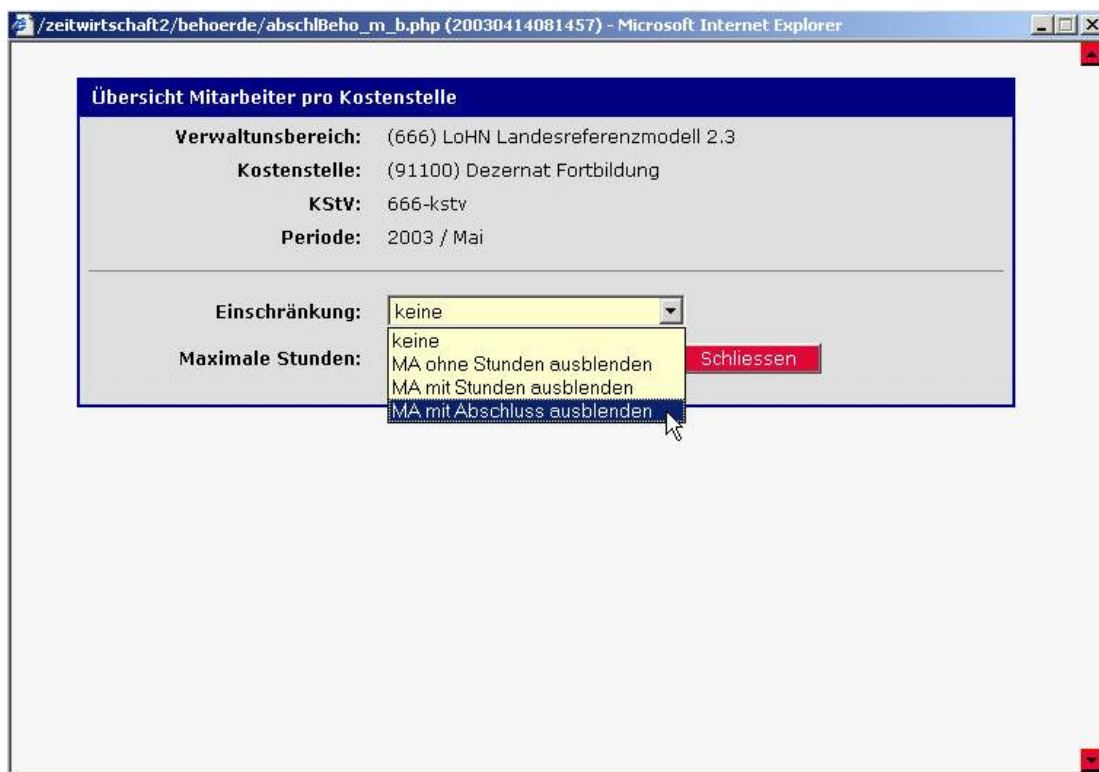 /zeitwirtschaft2/behoerde/abschlBeho_m_b.php (20030414081457) - Microsoft Internet Explorer
Übersicht Mitarbeiter pro Kostenstelle
Verwaltunsbereich: (666) LoHN Landesreferenzmodell 2.3
Kostenstelle: (91100) Dezernat Fortbildung
KStV: 666-kstv
Periode: 2003 / Mai
Einschränkung: keine
keine
Maximale Stunden: MA ohne Stunden ausblenden Schliessen
MA mit Stunden ausblenden
MA mit Abschluss ausblenden